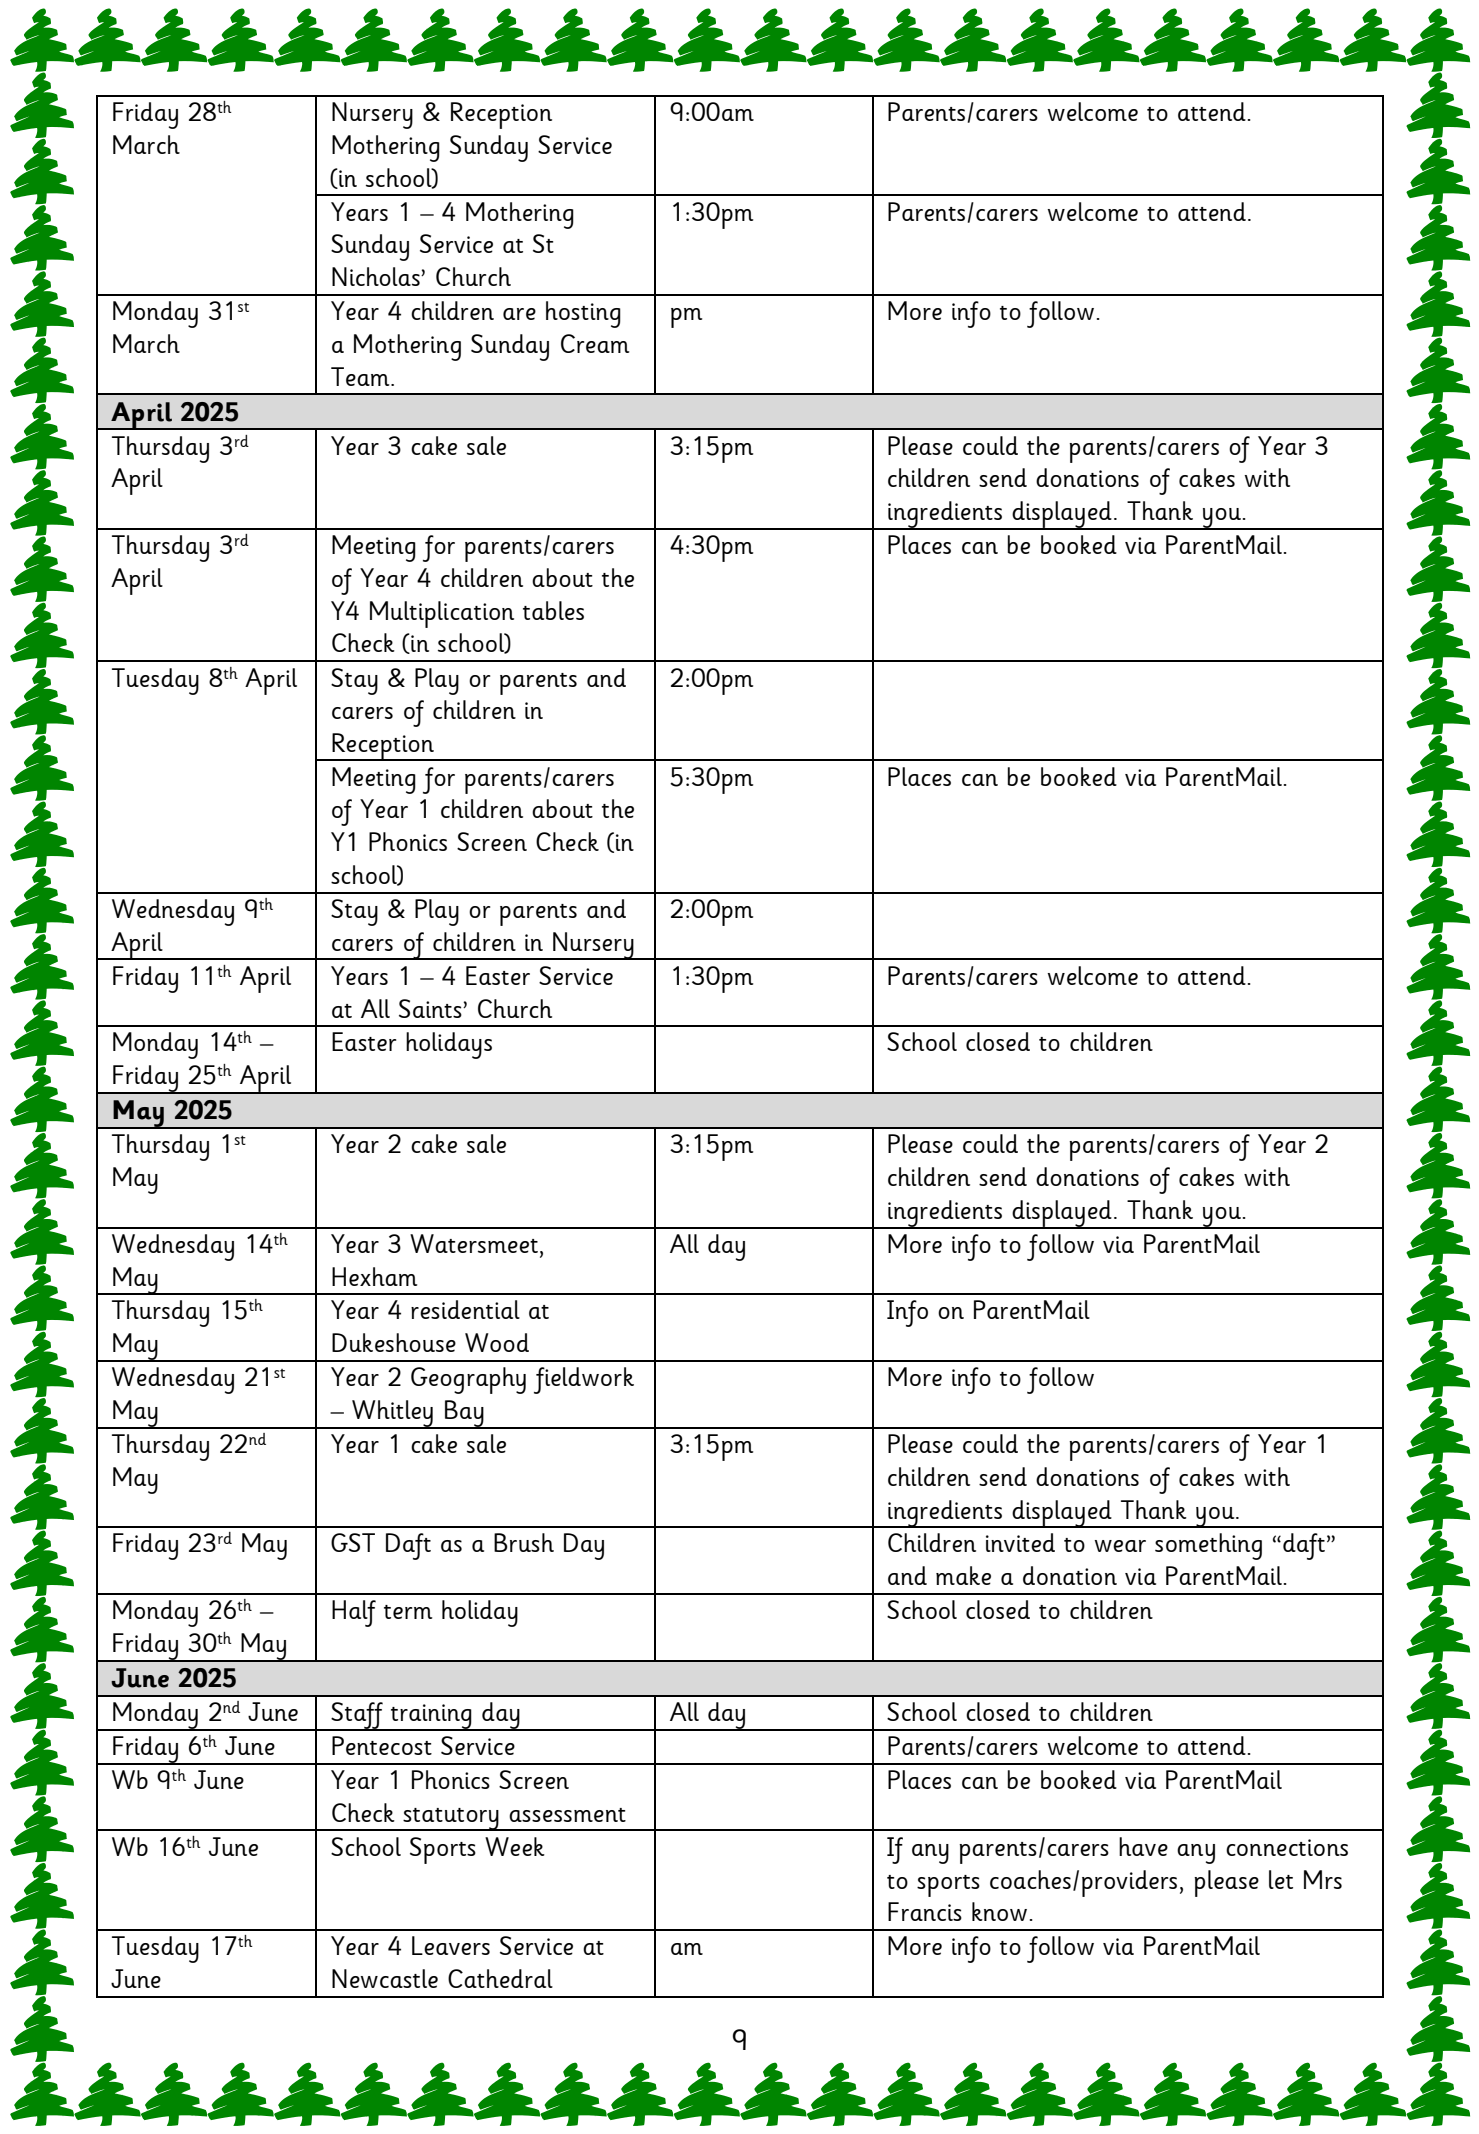 Friday 28th
March
Nursery & Reception
Mothering Sunday Service
(in school)
9:00am
Parents/carers welcome to attend.
Years 1 – 4 Mothering
Sunday Service at St
Nicholas’ Church
1:30pm
Parents/carers welcome to attend.
Monday 31st
March
Year 4 children are hosting
a Mothering Sunday Cream
Team.
pm
More info to follow.
April 2025
Thursday 3rd
April
Year 3 cake sale
3:15pm
Please could the parents/carers of Year 3
children send donations of cakes with
ingredients displayed. Thank you.
Thursday 3rd
April
Meeting for parents/carers
of Year 4 children about the
Y4 Multiplication tables
Check (in school)
4:30pm
Places can be booked via ParentMail.
Tuesday 8th April
Stay & Play or parents and
carers of children in
Reception
2:00pm
Meeting for parents/carers
of Year 1 children about the
Y1 Phonics Screen Check (in
school)
5:30pm
Places can be booked via ParentMail.
Wednesday 9th
April
Stay & Play or parents and
carers of children in Nursery
2:00pm
Friday 11th April
Years 1 – 4 Easter Service
at All Saints’ Church
1:30pm
Parents/carers welcome to attend.
Monday 14th –
Friday 25th April
Easter holidays
School closed to children
May 2025
Thursday 1st
May
Year 2 cake sale
3:15pm
Please could the parents/carers of Year 2
children send donations of cakes with
ingredients displayed. Thank you.
Wednesday 14th
May
Year 3 Watersmeet,
Hexham
All day
More info to follow via ParentMail
Thursday 15th
May
Year 4 residential at
Dukeshouse Wood
Info on ParentMail
Wednesday 21st
May
Year 2 Geography fieldwork
– Whitley Bay
More info to follow
Thursday 22nd
May
Year 1 cake sale
3:15pm
Please could the parents/carers of Year 1
children send donations of cakes with
ingredients displayed Thank you.
Friday 23rd May
GST Daft as a Brush Day
Children invited to wear something “daft”
and make a donation via ParentMail.
Monday 26th –
Friday 30th May
Half term holiday
School closed to children
June 2025
Monday 2nd June
Staff training day
All day
School closed to children
Friday 6th June
Pentecost Service
Parents/carers welcome to attend.
Wb 9th June
Year 1 Phonics Screen
Check statutory assessment
Places can be booked via ParentMail
Wb 16th June
School Sports Week
If any parents/carers have any connections
to sports coaches/providers, please let Mrs
Francis know.
Tuesday 17th
June
Year 4 Leavers Service at
Newcastle Cathedral
am
More info to follow via ParentMail
9